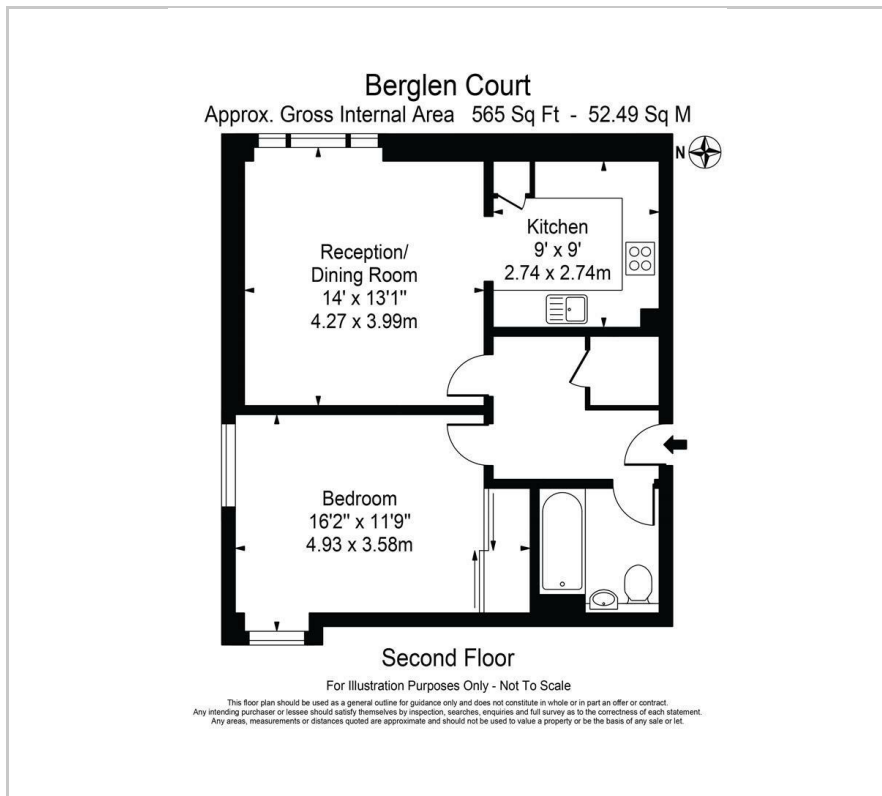 Berglen Court
Approx. Gross Internal Area 565 Sq Ft - 52.49 Sq M
N
Kitchen
9' x 9'
2.74 x 2.74m
Reception/
Dining Room
14' x 13'1"
4.27 x 3.99m
Bedroom
16'2" x 11'9"
4.93 x 3.58m
Second Floor
For Illustration Purposes Only - Not To Scale
This floor plan should be used as a general outline for guidance only and does not constitute in whole or in part an offer or contract.
Any intending purchaser or lessee should satisfy themselves by inspection, searches, enquiries and full survey as to the correctness of each statement.
Any areas, measurements or distances quoted are approximate and should not be used to value a property or be the basis of any sale or let.